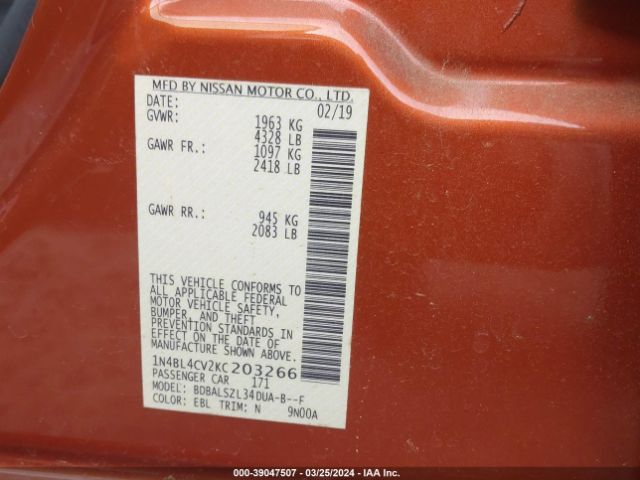 MFD BY NISSAN MOTOR CO., LTD.
DATE: 02/19
GVWR: 1963 KG
4328 LB
GAWR FR.: 1097 KG
2418 LB
GAWR RR.: 945 KG
2083 LB
THIS VEHICLE CONFORMS TO
ALL APPLICABLE FEDERAL
MOTOR VEHICLE SAFETY,
BUMPER, AND THEFT
PREVENTION STANDARDS IN
EFFECT ON THE DATE OF
MANUFACTURE SHOWN ABOVE.
1N4BL4CV2KC203266
PASSENGER CAR 171
MODEL: BDBALSZL34DUA-B--F
COLOR: EBL TRIM: N 9N00A
000-39047507 - 03/25/2024 - IAA Inc.